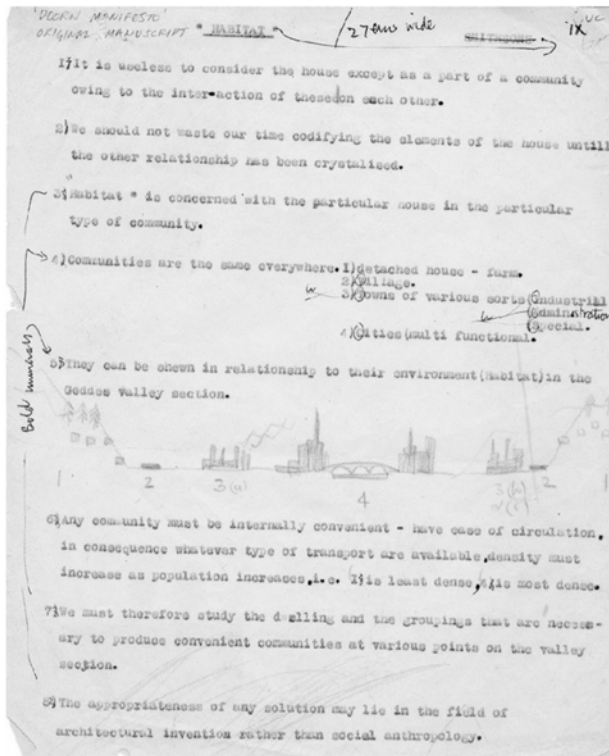 'DOORN MANIFESTO'
ORIGINAL MANUSCRIPT
" HABITAT "
27 ems wide
SMITHSONS
IX
1) It is useless to consider the house except as a part of a community
owing to the inter-action of these on each other.
2) We should not waste our time codifying the elements of the house untill
the other relationship has been crystalised.
3) "Habitat " is concerned with the particular house in the particular
type of community.
4) Communities are the same everywhere. 1) detached house - farm.
2) Village.
3) Towns of various sorts (Industrial
Administration
Special.
4) Cities (multi functional.
5) They can be shewn in relationship to their environment (Habitat) in the
Geddes valley section.
Bold numerals
1 2 3 (a) 4 3 (b) (c) 2 1
6) Any community must be internally convenient - have ease of circulation,
in consequence whatever type of transport are available, density must
increase as population increases, i.e. 1) is least dense, 4) is most dense.
7) We must therefore study the dwelling and the groupings that are necess-
ary to produce convenient communities at various points on the valley
section.
8) The appropriateness of any solution may lie in the field of
architectural invention rather than social anthropology.